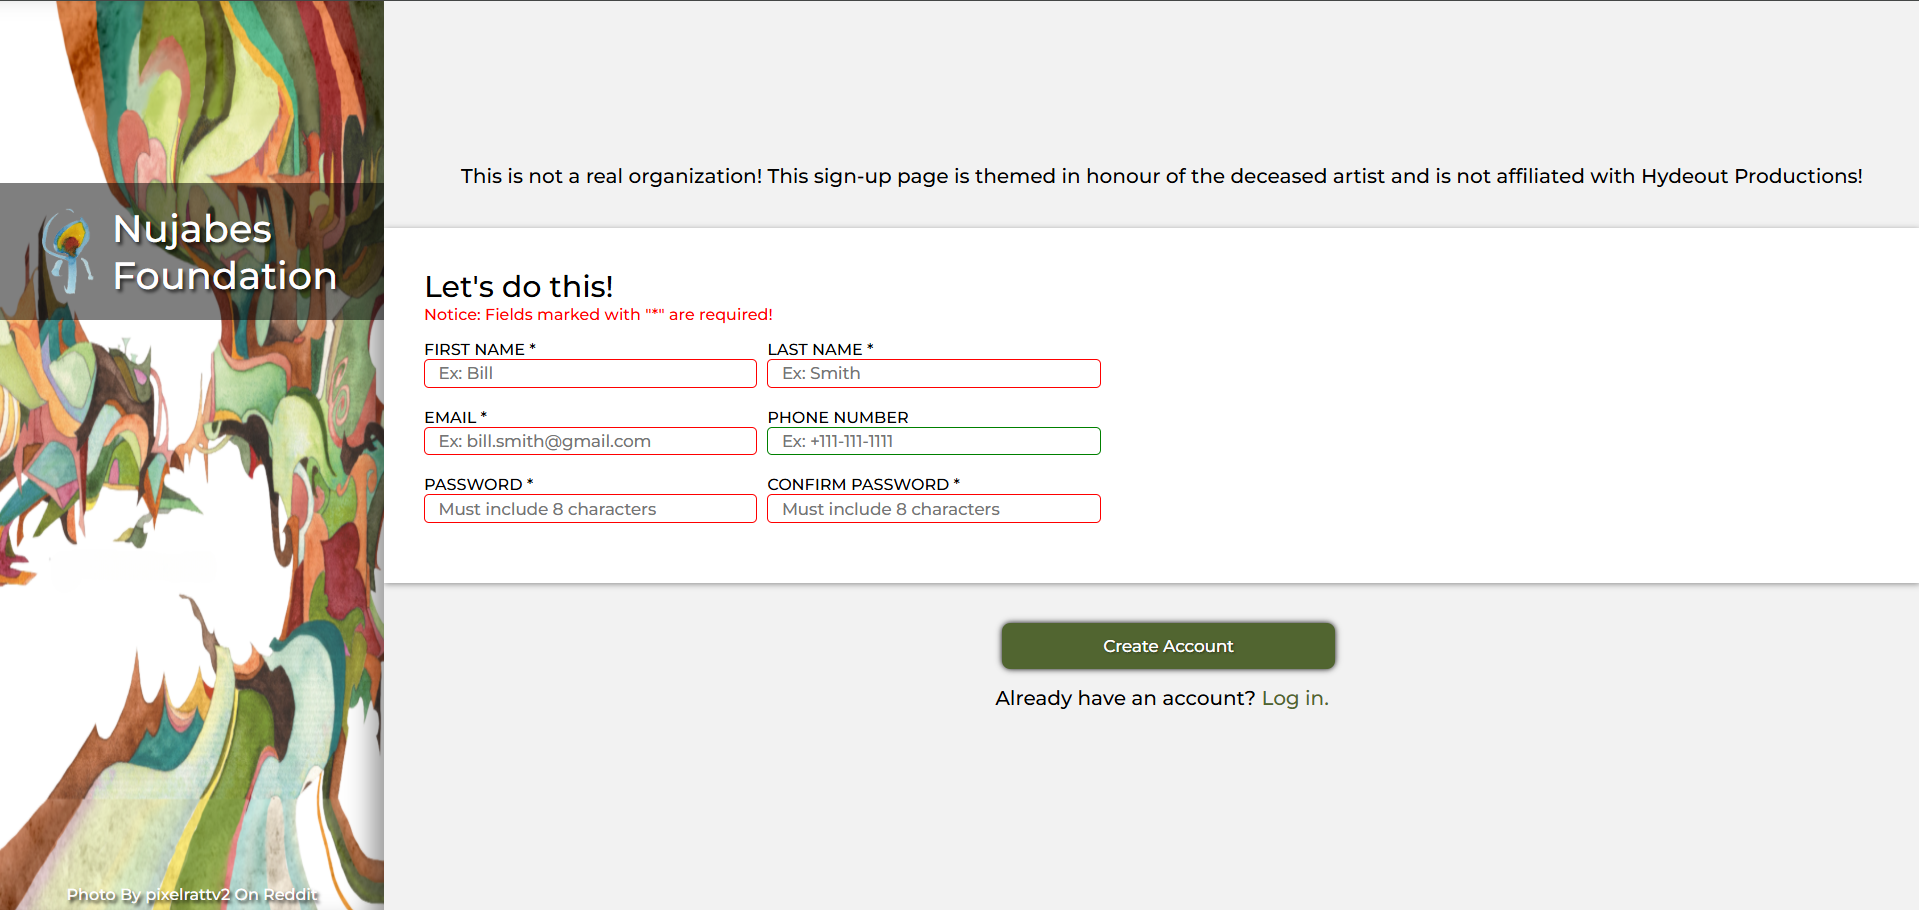 Nujabes
Foundation
Photo By pixelrattv2 On Reddit
This is not a real organization! This sign-up page is themed in honour of the deceased artist and is not affiliated with Hydeout Productions!
Let's do this!
Notice: Fields marked with "*" are required!
FIRST NAME *
Ex: Bill
LAST NAME *
Ex: Smith
EMAIL *
Ex: bill.smith@gmail.com
PHONE NUMBER
Ex: +111-111-1111
PASSWORD *
Must include 8 characters
CONFIRM PASSWORD *
Must include 8 characters
Create Account
Already have an account? Log in.